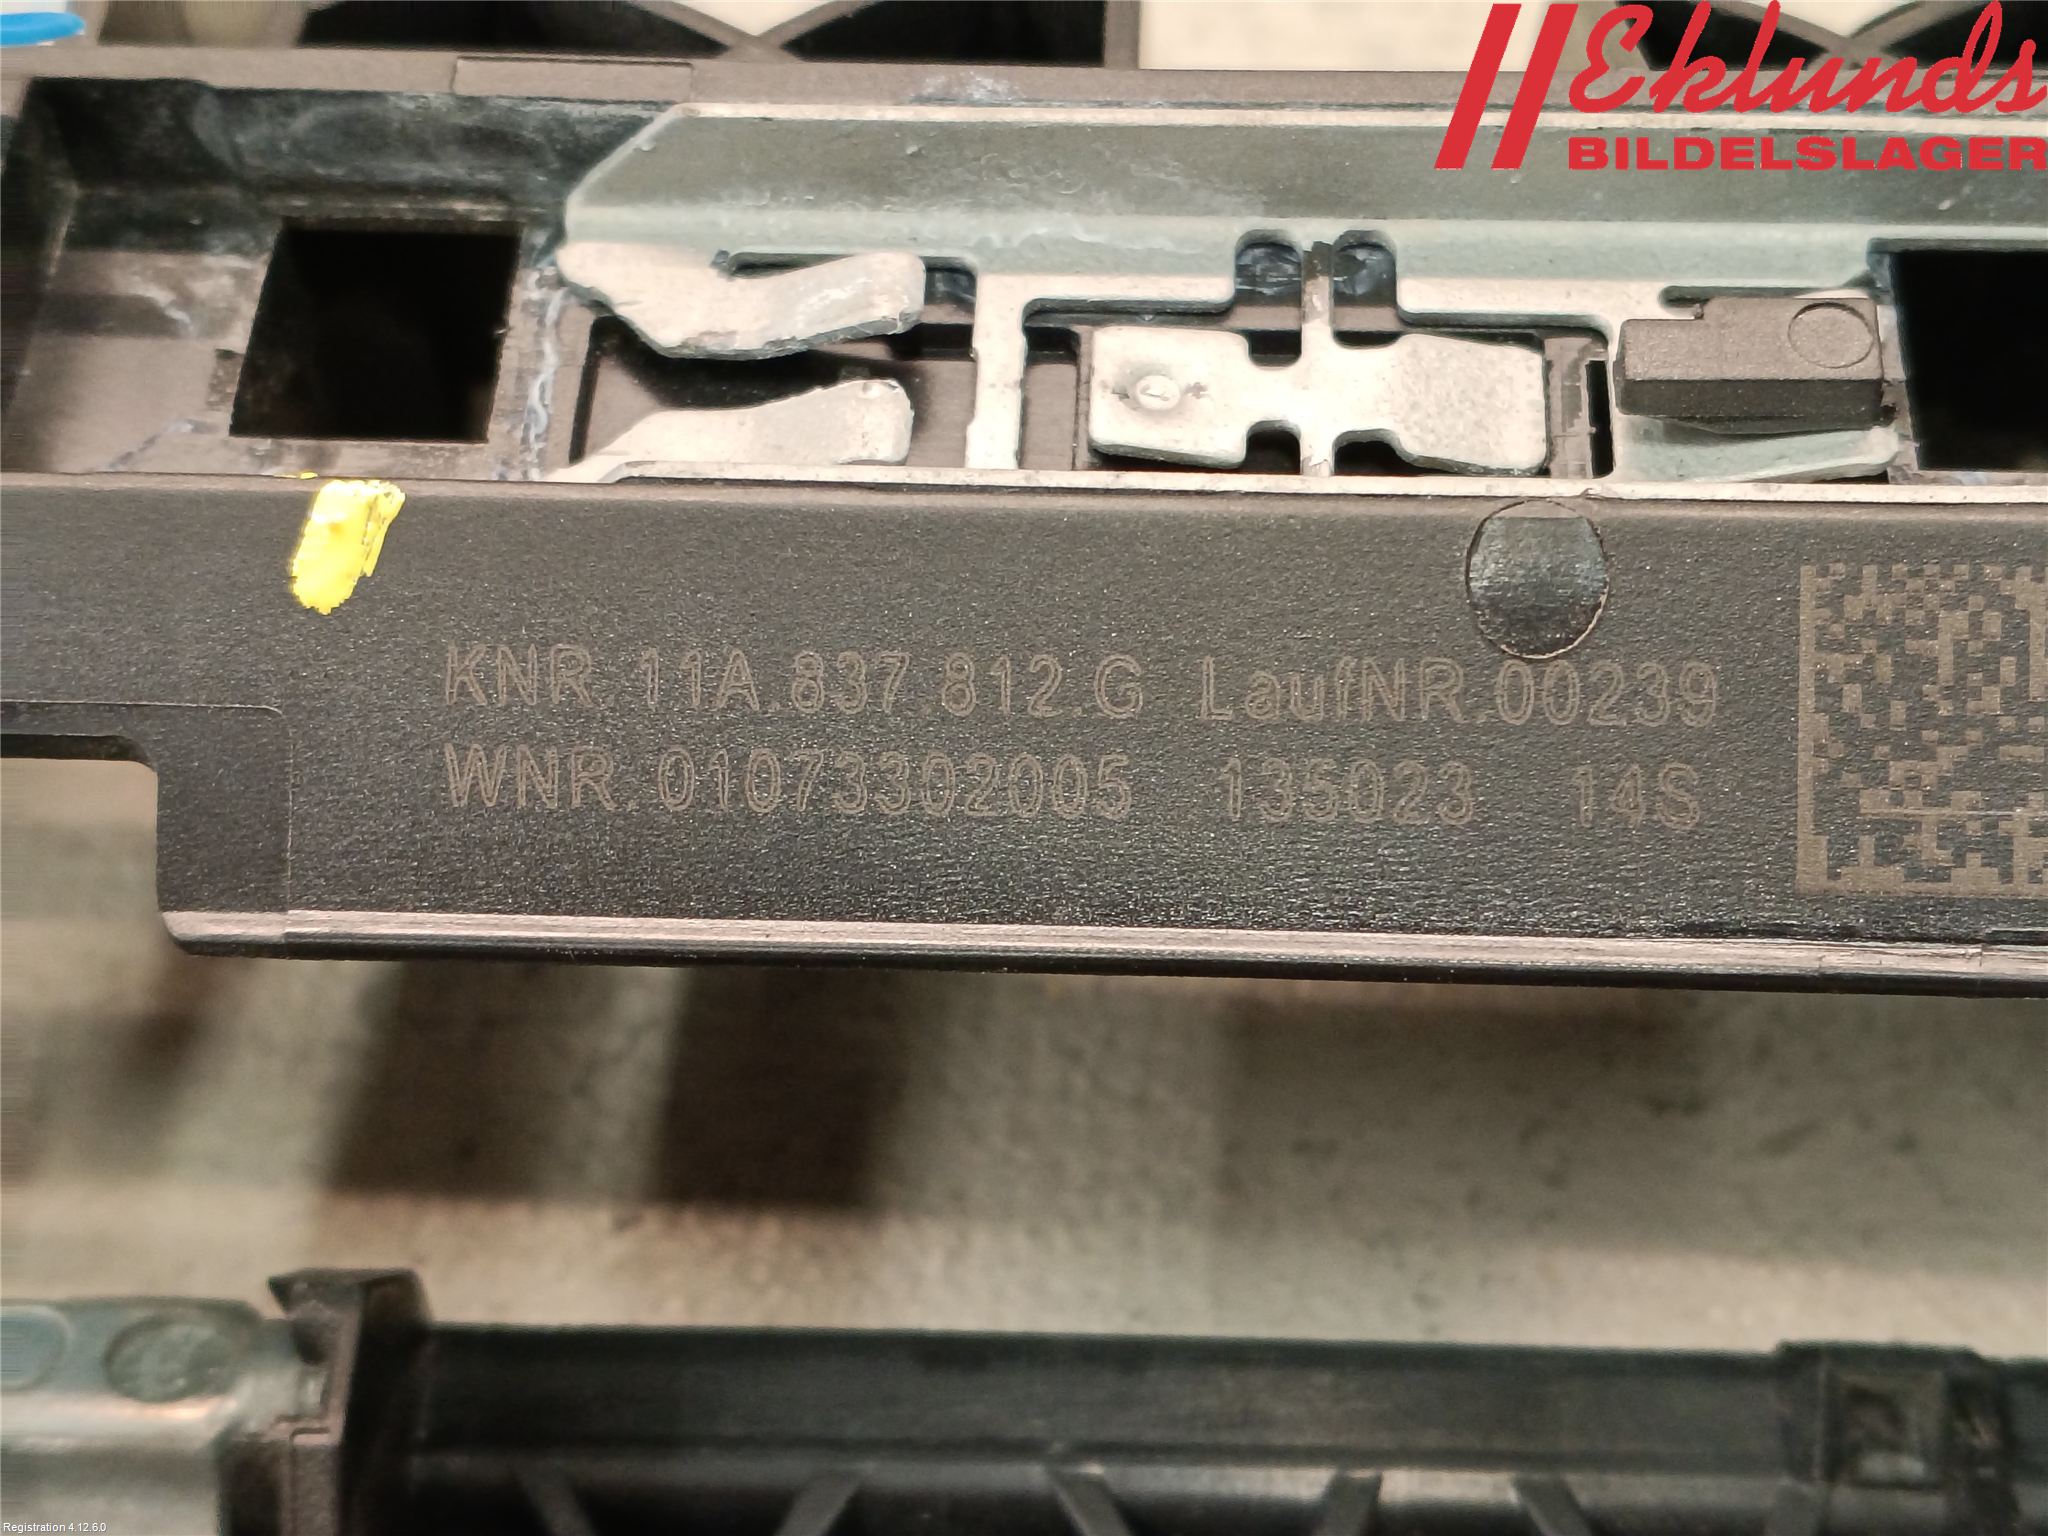 Eklunds
BILDELSLAGER
KNR.11A.837.812.G LaufNR.00239
WNR.01073302005 135023 14S
Registration 4.12.6.0